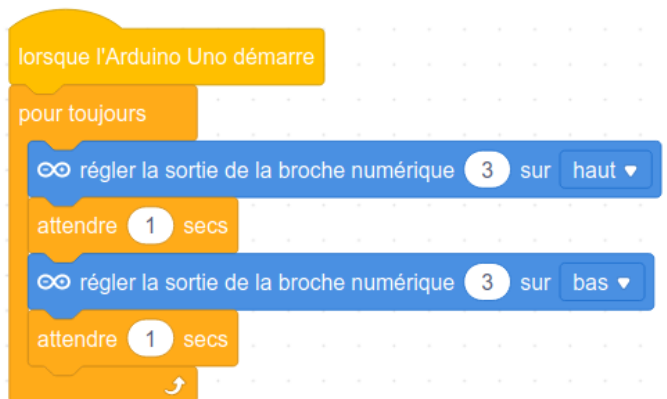 lorsque l'Arduino Uno démarre
pour toujours
régler la sortie de la broche numérique 3 sur haut
attendre 1 secs
régler la sortie de la broche numérique 3 sur bas
attendre 1 secs